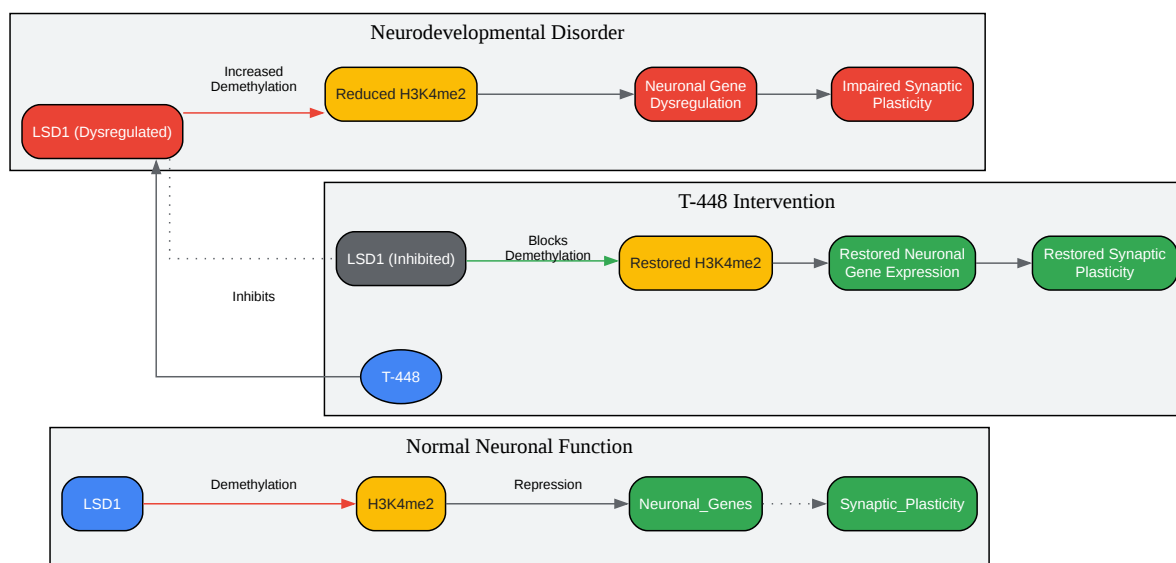 Neurodevelopmental Disorder
Increased
Demethylation
LSD1 (Dysregulated)
Reduced H3K4me2
Neuronal Gene
Dysregulation
Impaired Synaptic
Plasticity
T-448 Intervention
LSD1 (Inhibited)
Blocks
Demethylation
Restored H3K4me2
Restored Neuronal
Gene Expression
Restored Synaptic
Plasticity
Inhibits
T-448
Normal Neuronal Function
LSD1
Demethylation
H3K4me2
Repression
Neuronal_Genes
Synaptic_Plasticity